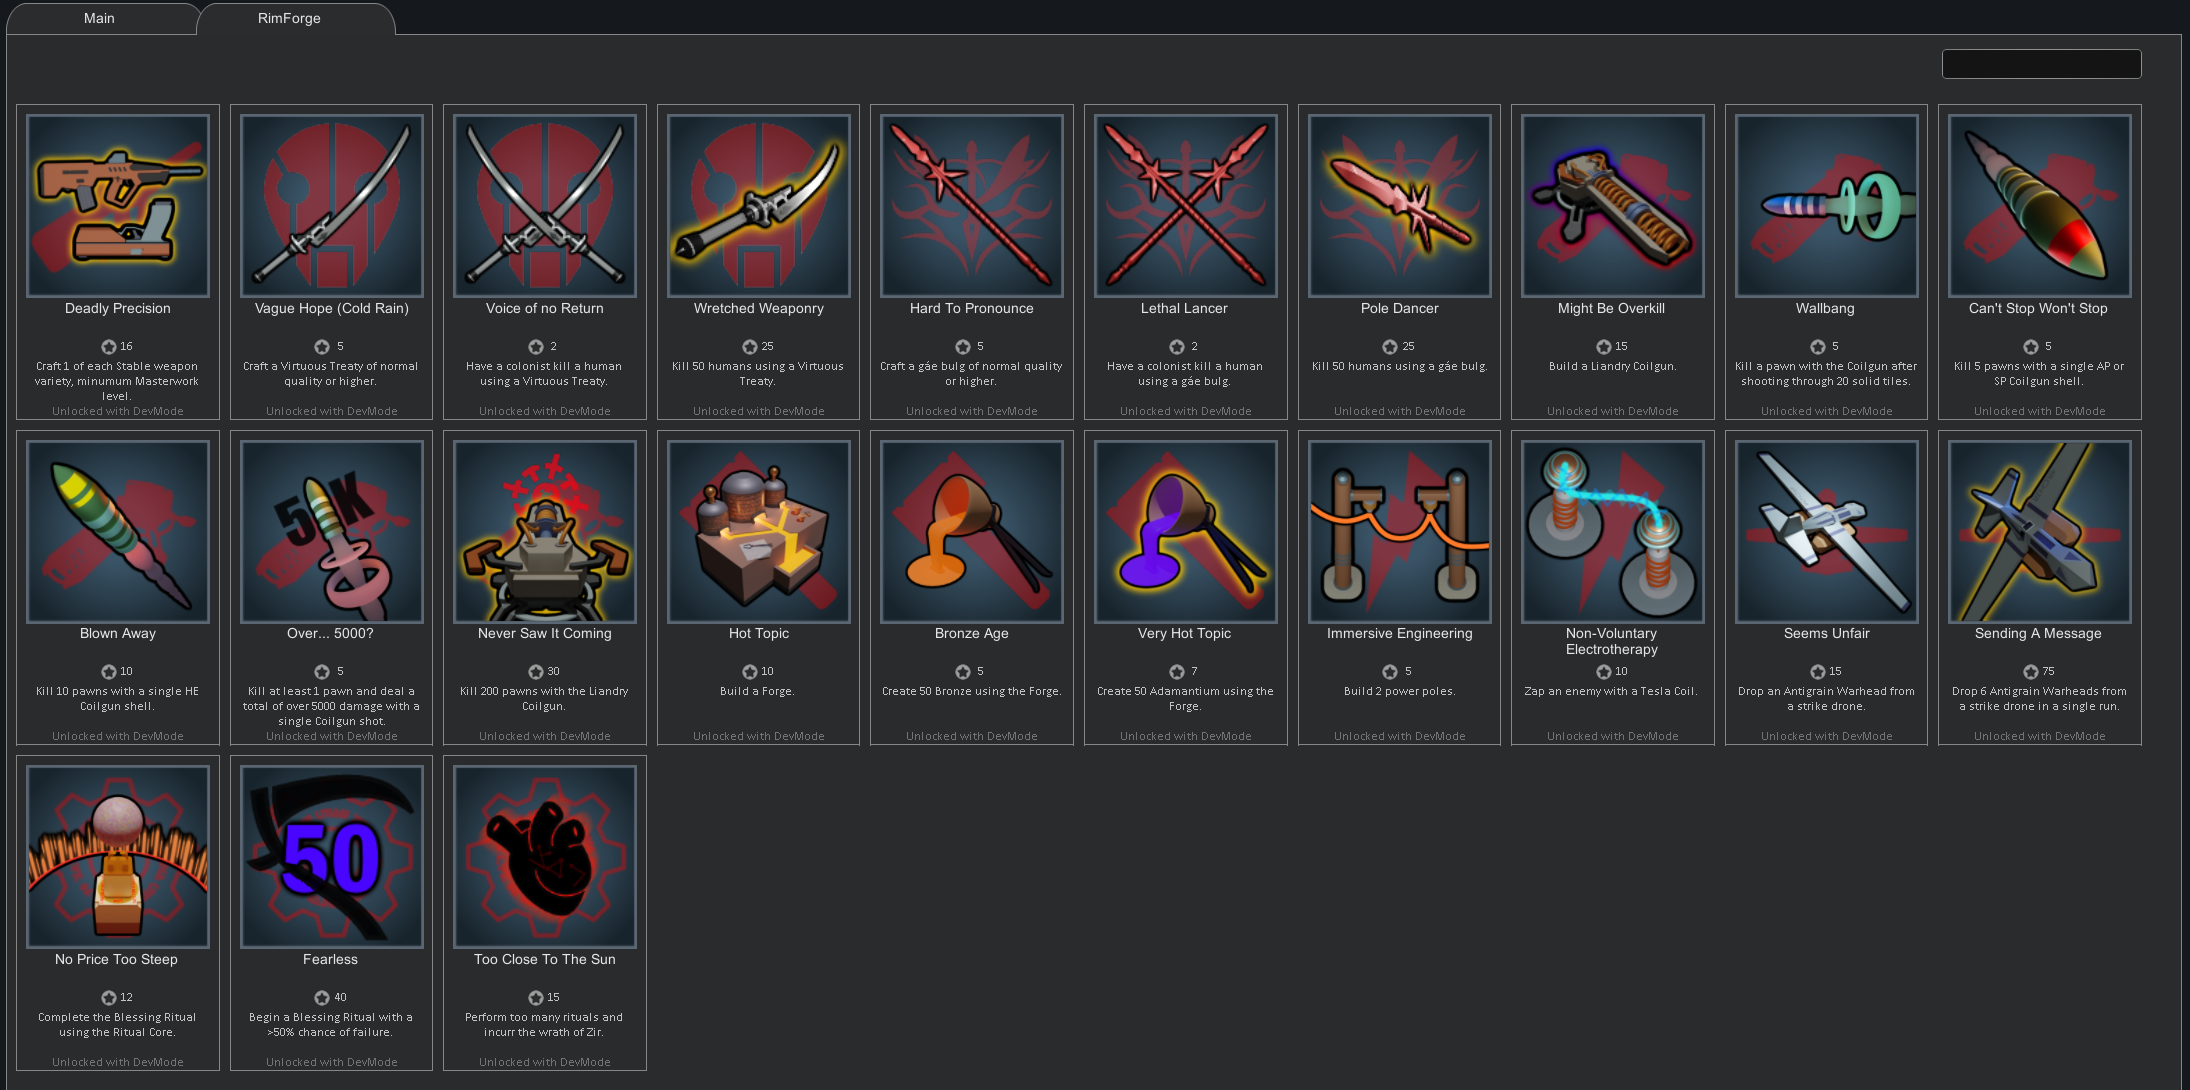 Main
RimForge
Deadly Precision
16
Craft 1 of each Stable weapon
variety, minumum Masterwork
level.
Unlocked with DevMode
Vague Hope (Cold Rain)
5
Craft a Virtuous Treaty of normal
quality or higher.
Unlocked with DevMode
Voice of no Return
2
Have a colonist kill a human
using a Virtuous Treaty.
Unlocked with DevMode
Wretched Weaponry
25
Kill 50 humans using a Virtuous
Treaty.
Unlocked with DevMode
Hard To Pronounce
5
Craft a gáe bulg of normal quality
or higher.
Unlocked with DevMode
Lethal Lancer
2
Have a colonist kill a human
using a gáe bulg.
Unlocked with DevMode
Pole Dancer
25
Kill 50 humans using a gáe bulg.
Unlocked with DevMode
Might Be Overkill
15
Build a Liandry Coilgun.
Unlocked with DevMode
Wallbang
5
Kill a pawn with the Coilgun after
shooting through 20 solid tiles.
Unlocked with DevMode
Can't Stop Won't Stop
5
Kill 5 pawns with a single AP or
SP Coilgun shell.
Unlocked with DevMode
Blown Away
10
Kill 10 pawns with a single HE
Coilgun shell.
Unlocked with DevMode
5K
Over... 5000?
5
Kill at least 1 pawn and deal a
total of over 5000 damage with a
single Coilgun shot.
Unlocked with DevMode
Never Saw It Coming
30
Kill 200 pawns with the Liandry
Coilgun.
Unlocked with DevMode
Hot Topic
10
Build a Forge.
Unlocked with DevMode
Bronze Age
5
Create 50 Bronze using the Forge.
Unlocked with DevMode
Very Hot Topic
7
Create 50 Adamantium using the
Forge.
Unlocked with DevMode
Immersive Engineering
5
Build 2 power poles.
Unlocked with DevMode
Non-Voluntary
Electrotherapy
10
Zap an enemy with a Tesla Coil.
Unlocked with DevMode
Seems Unfair
15
Drop an Antigrain Warhead from
a strike drone.
Unlocked with DevMode
Sending A Message
75
Drop 6 Antigrain Warheads from
a strike drone in a single run.
Unlocked with DevMode
No Price Too Steep
12
Complete the Blessing Ritual
using the Ritual Core.
Unlocked with DevMode
50
Fearless
40
Begin a Blessing Ritual with a
>50% chance of failure.
Unlocked with DevMode
Too Close To The Sun
15
Perform too many rituals and
incurr the wrath of Zir.
Unlocked with DevMode